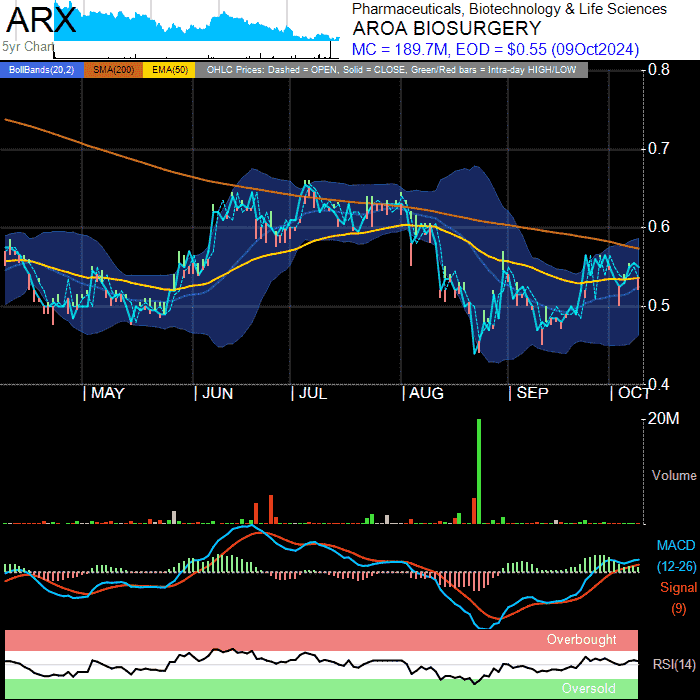 ARX
5yr Chart
Pharmaceuticals, Biotechnology & Life Sciences
AROA BIOSURGERY
MC = 189.7M, EOD = $0.55 (09Oct2024)
BollBands(20,2) SMA(200) EMA(50) OHLC Prices: Dashed = OPEN, Solid = CLOSE, Green/Red bars = Intra-day HIGH/LOW
0.8
0.7
0.6
0.5
0.4
MAY JUN JUL AUG SEP OCT
20M
Volume
MACD
(12-26)
Signal
(9)
Overbought
RSI(14)
Oversold